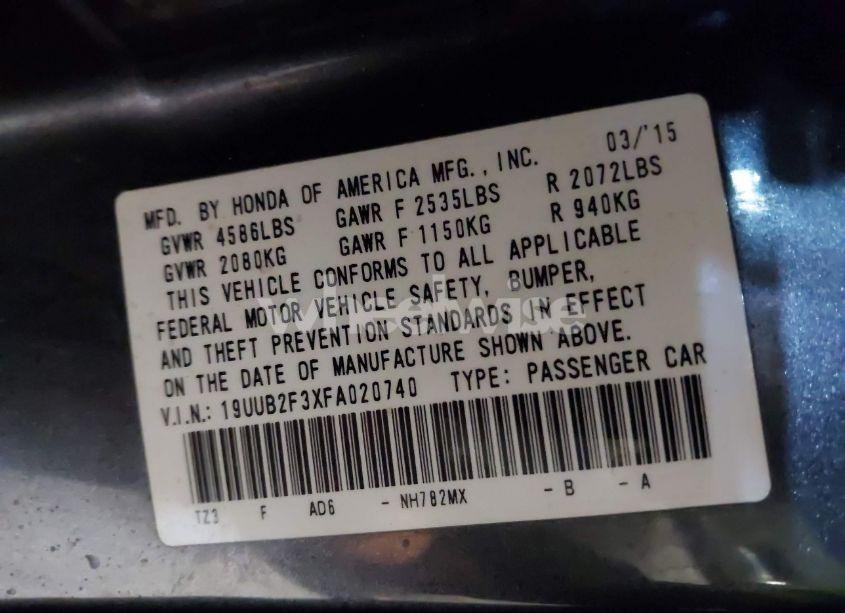 MFD. BY HONDA OF AMERICA MFG., INC. 03/'15
GVWR 4586LBS GAWR F 2535LBS R 2072LBS
GVWR 2080KG GAWR F 1150KG R 940KG
THIS VEHICLE CONFORMS TO ALL APPLICABLE
FEDERAL MOTOR VEHICLE SAFETY, BUMPER,
AND THEFT PREVENTION STANDARDS IN EFFECT
ON THE DATE OF MANUFACTURE SHOWN ABOVE.
V.I.N.: 19UUB2F3XFA020740 TYPE: PASSENGER CAR
TZ3 F AD6 - NH782MX - B - A
wheelwise